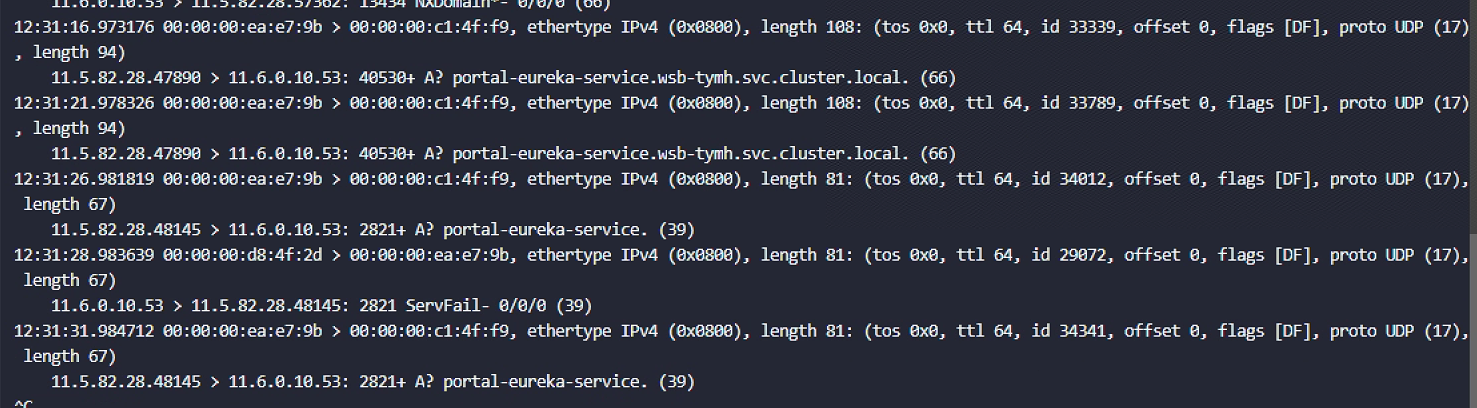 11.6.0.10.53 > 11.5.82.28.57362: 13434 NXDomain*- 0/0/0 (66)
12:31:16.973176 00:00:00:ea:e7:9b > 00:00:00:c1:4f:f9, ethertype IPv4 (0x0800), length 108: (tos 0x0, ttl 64, id 33339, offset 0, flags [DF], proto UDP (17)
, length 94)
11.5.82.28.47890 > 11.6.0.10.53: 40530+ A? portal-eureka-service.wsb-tymh.svc.cluster.local. (66)
12:31:21.978326 00:00:00:ea:e7:9b > 00:00:00:c1:4f:f9, ethertype IPv4 (0x0800), length 108: (tos 0x0, ttl 64, id 33789, offset 0, flags [DF], proto UDP (17)
, length 94)
11.5.82.28.47890 > 11.6.0.10.53: 40530+ A? portal-eureka-service.wsb-tymh.svc.cluster.local. (66)
12:31:26.981819 00:00:00:ea:e7:9b > 00:00:00:c1:4f:f9, ethertype IPv4 (0x0800), length 81: (tos 0x0, ttl 64, id 34012, offset 0, flags [DF], proto UDP (17),
length 67)
11.5.82.28.48145 > 11.6.0.10.53: 2821+ A? portal-eureka-service. (39)
12:31:28.983639 00:00:00:d8:4f:2d > 00:00:00:ea:e7:9b, ethertype IPv4 (0x0800), length 81: (tos 0x0, ttl 64, id 29072, offset 0, flags [DF], proto UDP (17),
length 67)
11.6.0.10.53 > 11.5.82.28.48145: 2821 ServFail- 0/0/0 (39)
12:31:31.984712 00:00:00:ea:e7:9b > 00:00:00:c1:4f:f9, ethertype IPv4 (0x0800), length 81: (tos 0x0, ttl 64, id 34341, offset 0, flags [DF], proto UDP (17),
length 67)
11.5.82.28.48145 > 11.6.0.10.53: 2821+ A? portal-eureka-service. (39)
^C